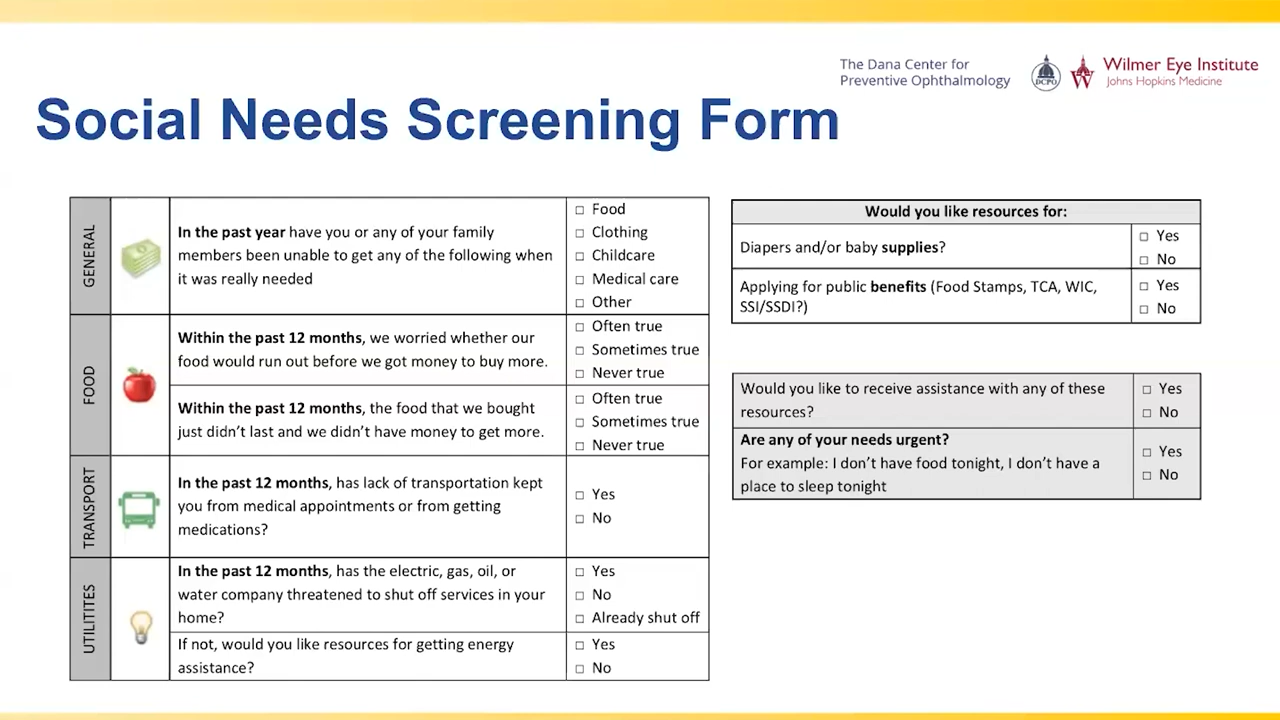 The Dana Center for
Preventive Ophthalmology
DCPO
W
Wilmer Eye Institute
Johns Hopkins Medicine
Social Needs Screening Form
GENERAL
In the past year have you or any of your family
members been unable to get any of the following when
it was really needed
□ Food
□ Clothing
□ Childcare
□ Medical care
□ Other
FOOD
Within the past 12 months, we worried whether our
food would run out before we got money to buy more.
□ Often true
□ Sometimes true
□ Never true
Within the past 12 months, the food that we bought
just didn't last and we didn't have money to get more.
□ Often true
□ Sometimes true
□ Never true
TRANSPORT
In the past 12 months, has lack of transportation kept
you from medical appointments or from getting
medications?
□ Yes
□ No
UTILITITES
In the past 12 months, has the electric, gas, oil, or
water company threatened to shut off services in your
home?
□ Yes
□ No
□ Already shut off
If not, would you like resources for getting energy
assistance?
□ Yes
□ No
Would you like resources for:
Diapers and/or baby supplies?
□ Yes
□ No
Applying for public benefits (Food Stamps, TCA, WIC,
SSI/SSDI?)
□ Yes
□ No
Would you like to receive assistance with any of these
resources?
□ Yes
□ No
Are any of your needs urgent?
For example: I don't have food tonight, I don't have a
place to sleep tonight
□ Yes
□ No